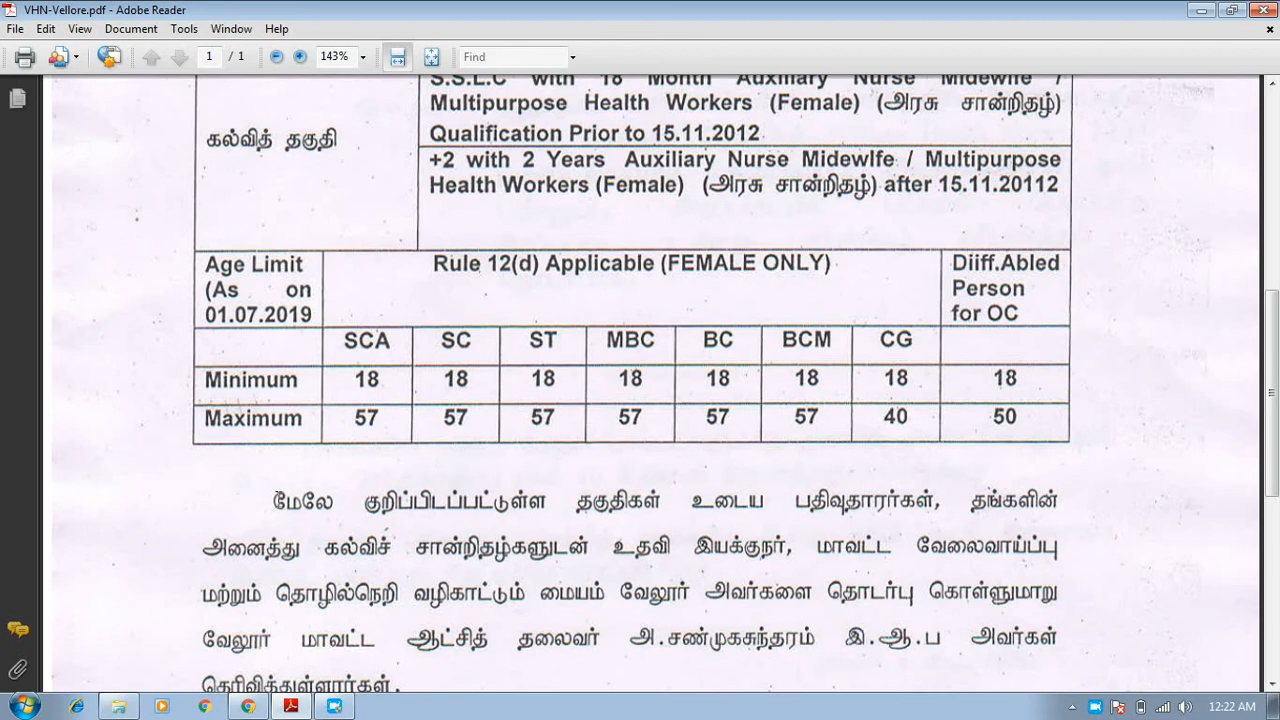 VHN-Vellore.pdf - Adobe Reader
File Edit View Document Tools Window Help
1 / 1 143% Find
S.S.L.C with 18 Month Auxiliary Nurse Midewife /
Multipurpose Health Workers (Female) (அரசு சான்றிதழ்)
Qualification Prior to 15.11.2012
கல்வித் தகுதி
+2 with 2 Years Auxiliary Nurse Midewlfe / Multipurpose
Health Workers (Female) (அரசு சான்றிதழ்) after 15.11.20112
Age Limit
(As on
01.07.2019
Rule 12(d) Applicable (FEMALE ONLY)
Diiff.Abled
Person
for OC
SCA SC ST MBC BC BCM CG
Minimum 18 18 18 18 18 18 18 18
Maximum 57 57 57 57 57 57 40 50
மேலே குறிப்பிடப்பட்டுள்ள தகுதிகள் உடைய பதிவுதாரர்கள், தங்களின்
அனைத்து கல்விச் சான்றிதழ்களுடன் உதவி இயக்குநர், மாவட்ட வேலைவாய்ப்பு
மற்றும் தொழில்நெறி வழிகாட்டும் மையம் வேலூர் அவர்களை தொடர்பு கொள்ளுமாறு
வேலூர் மாவட்ட ஆட்சித் தலைவர் அ.சண்முகசுந்தரம் இ.ஆ.ப அவர்கள்
தெரிவித்துள்ளார்கள்.
12:22 AM